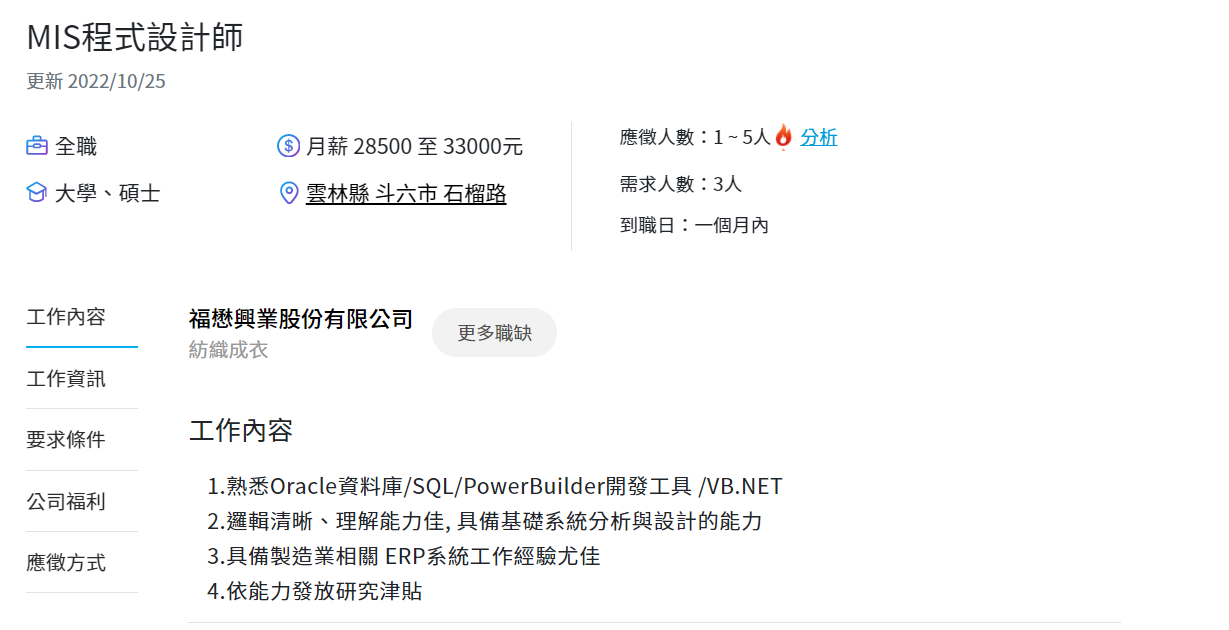 MIS程式設計師
更新 2022/10/25
全職
月薪 28500 至 33000元
大學、碩士
雲林縣 斗六市 石榴路
應徵人數：1 ~ 5人 分析
需求人數：3人
到職日：一個月內
工作內容
工作資訊
要求條件
公司福利
應徵方式
福懋興業股份有限公司
更多職缺
紡織成衣
工作內容
1.熟悉Oracle資料庫/SQL/PowerBuilder開發工具 /VB.NET
2.邏輯清晰、理解能力佳, 具備基礎系統分析與設計的能力
3.具備製造業相關 ERP系統工作經驗尤佳
4.依能力發放研究津貼